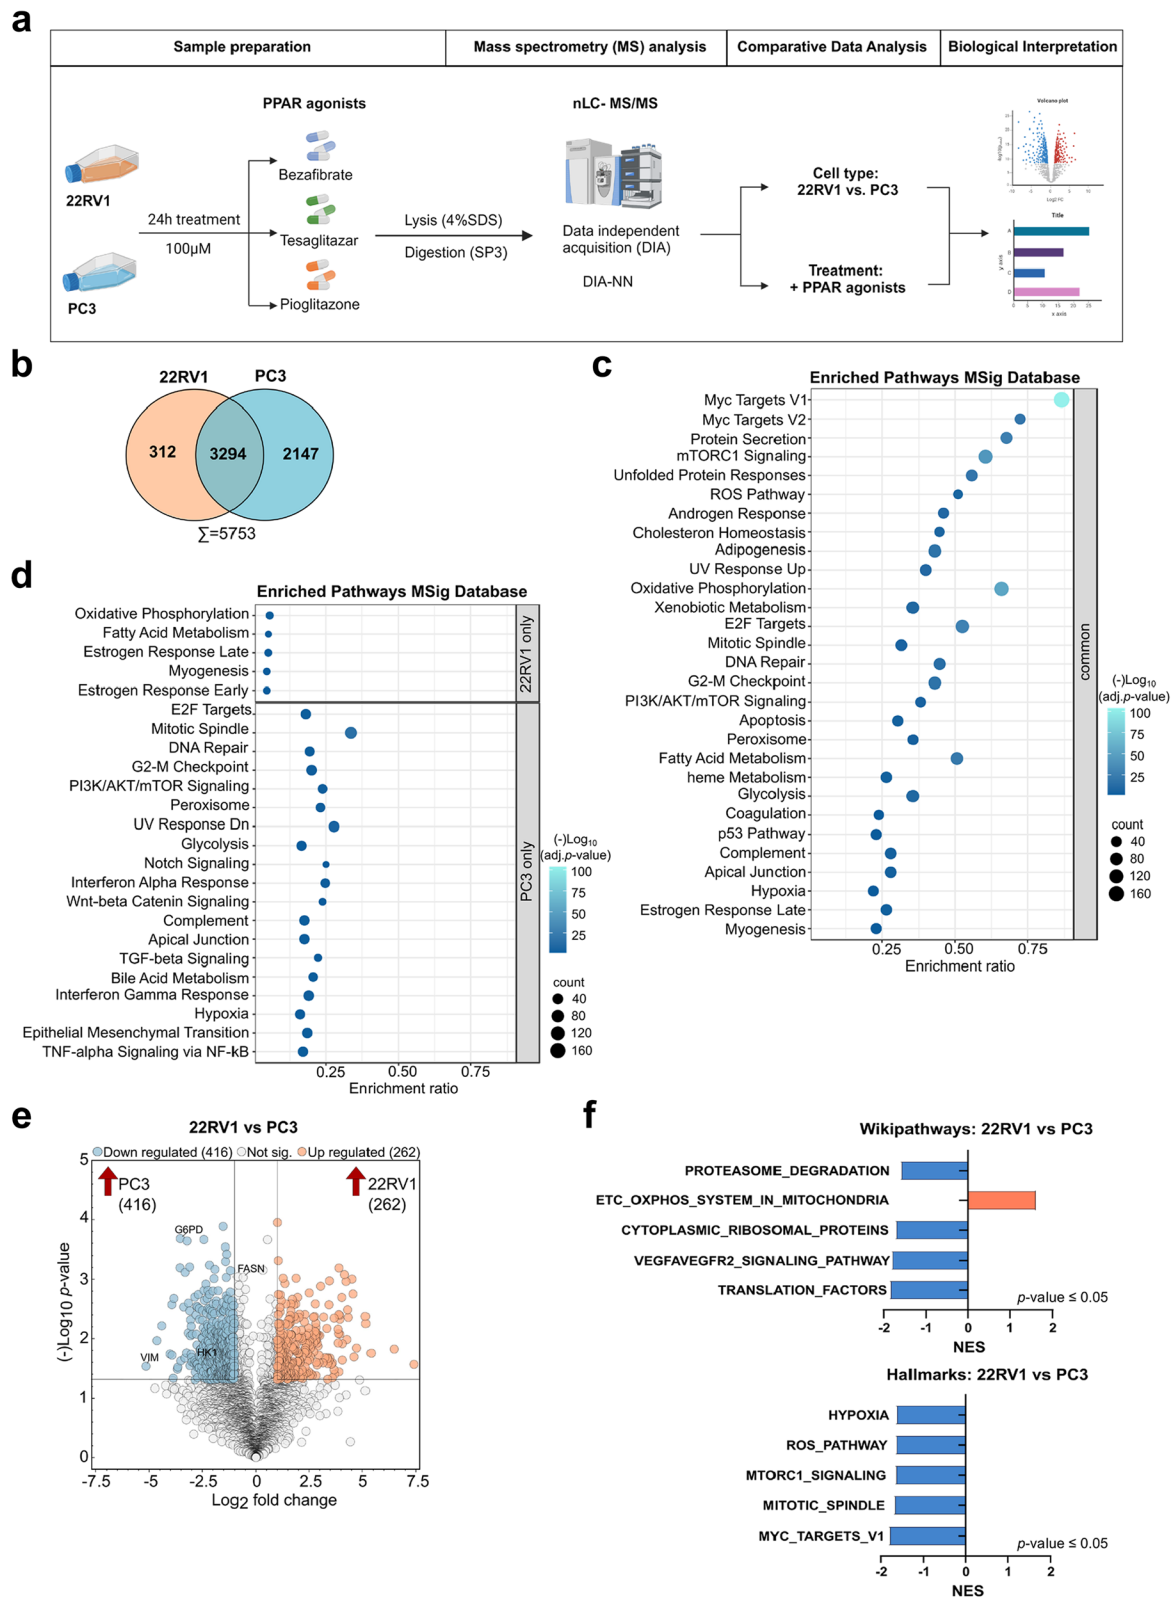 a
Sample preparation
Mass spectrometry (MS) analysis
Comparative Data Analysis
Biological Interpretation
PPAR agonists
nLC- MS/MS
22RV1
PC3
24h treatment
100µM
Bezafibrate
Tesaglitazar
Pioglitazone
Lysis (4%SDS)
Digestion (SP3)
Data independent
acquisition (DIA)
DIA-NN
Cell type:
22RV1 vs. PC3
Treatment:
+ PPAR agonists
Volcano plot
Log2 FC
Title
A
B
C
D
y axis
0 5 10 15 20 25
x axis
b
22RV1
PC3
312
3294
2147
∑=5753
c
Enriched Pathways MSig Database
Myc Targets V1
Myc Targets V2
Protein Secretion
mTORC1 Signaling
Unfolded Protein Responses
ROS Pathway
Androgen Response
Cholesteron Homeostasis
Adipogenesis
UV Response Up
Oxidative Phosphorylation
Xenobiotic Metabolism
E2F Targets
Mitotic Spindle
DNA Repair
G2-M Checkpoint
PI3K/AKT/mTOR Signaling
Apoptosis
Peroxisome
Fatty Acid Metabolism
heme Metabolism
Glycolysis
Coagulation
p53 Pathway
Complement
Apical Junction
Hypoxia
Estrogen Response Late
Myogenesis
common
0.25 0.50 0.75
Enrichment ratio
(-)Log10
(adj.p-value)
100
75
50
25
count
40
80
120
160
d
Enriched Pathways MSig Database
Oxidative Phosphorylation
Fatty Acid Metabolism
Estrogen Response Late
Myogenesis
Estrogen Response Early
22RV1 only
E2F Targets
Mitotic Spindle
DNA Repair
G2-M Checkpoint
PI3K/AKT/mTOR Signaling
Peroxisome
UV Response Dn
Glycolysis
Notch Signaling
Interferon Alpha Response
Wnt-beta Catenin Signaling
Complement
Apical Junction
TGF-beta Signaling
Bile Acid Metabolism
Interferon Gamma Response
Hypoxia
Epithelial Mesenchymal Transition
TNF-alpha Signaling via NF-kB
PC3 only
0.25 0.50 0.75
Enrichment ratio
(-)Log10
(adj.p-value)
100
75
50
25
count
40
80
120
160
e
22RV1 vs PC3
Down regulated (416) Not sig. Up regulated (262)
PC3
(416)
22RV1
(262)
G6PD
FASN
VIM
HK1
5
4
3
2
1
0
(-)Log10 p-value
-7.5 -5 -2.5 0 2.5 5 7.5
Log2 fold change
f
Wikipathways: 22RV1 vs PC3
PROTEASOME_DEGRADATION
ETC_OXPHOS_SYSTEM_IN_MITOCHONDRIA
CYTOPLASMIC_RIBOSOMAL_PROTEINS
VEGFAVEGFR2_SIGNALING_PATHWAY
TRANSLATION_FACTORS
p-value ≤ 0.05
-2 -1 0 1 2
NES
Hallmarks: 22RV1 vs PC3
HYPOXIA
ROS_PATHWAY
MTORC1_SIGNALING
MITOTIC_SPINDLE
MYC_TARGETS_V1
p-value ≤ 0.05
-2 -1 0 1 2
NES